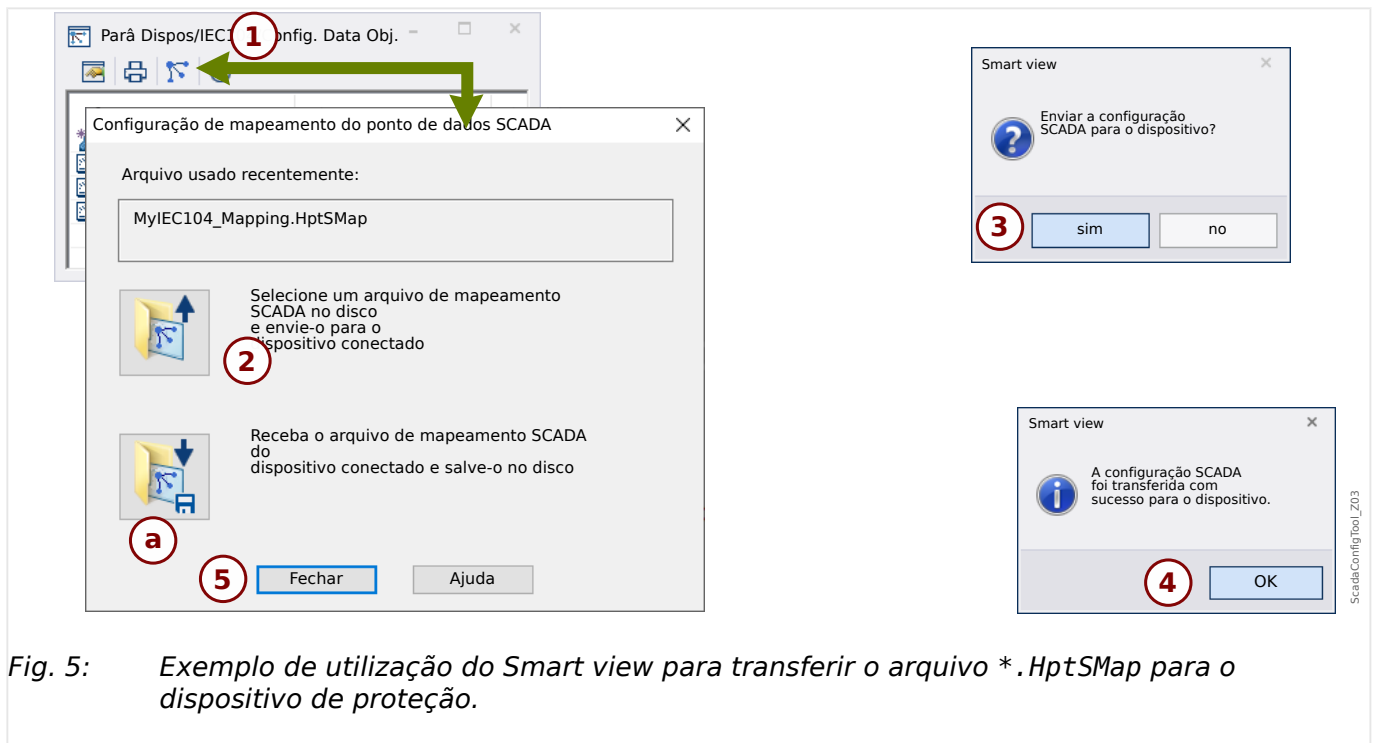 Parâ Dispos/IEC1 onfig. Data Obj.
1
Configuração de mapeamento do ponto de dados SCADA
Arquivo usado recentemente:
MyIEC104_Mapping.HptSMap
Selecione um arquivo de mapeamento
SCADA no disco
e envie-o para o
dispositivo conectado
2
Receba o arquivo de mapeamento SCADA
do
dispositivo conectado e salve-o no disco
a
5
Fechar
Ajuda
Smart view
Enviar a configuração
SCADA para o dispositivo?
3
sim
no
Smart view
A configuração SCADA
foi transferida com
sucesso para o dispositivo.
4
OK
ScadaConfigTool_Z03
Fig. 5: Exemplo de utilização do Smart view para transferir o arquivo *.HptSMap para o
dispositivo de proteção.